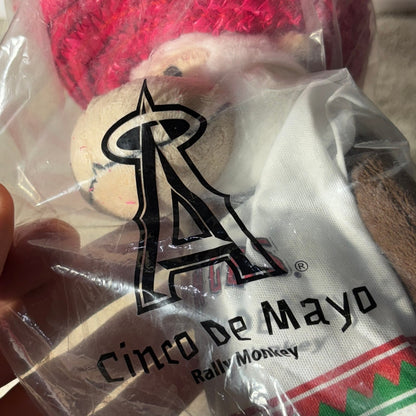 A
®
Cinco De Mayo
Rally Monkey